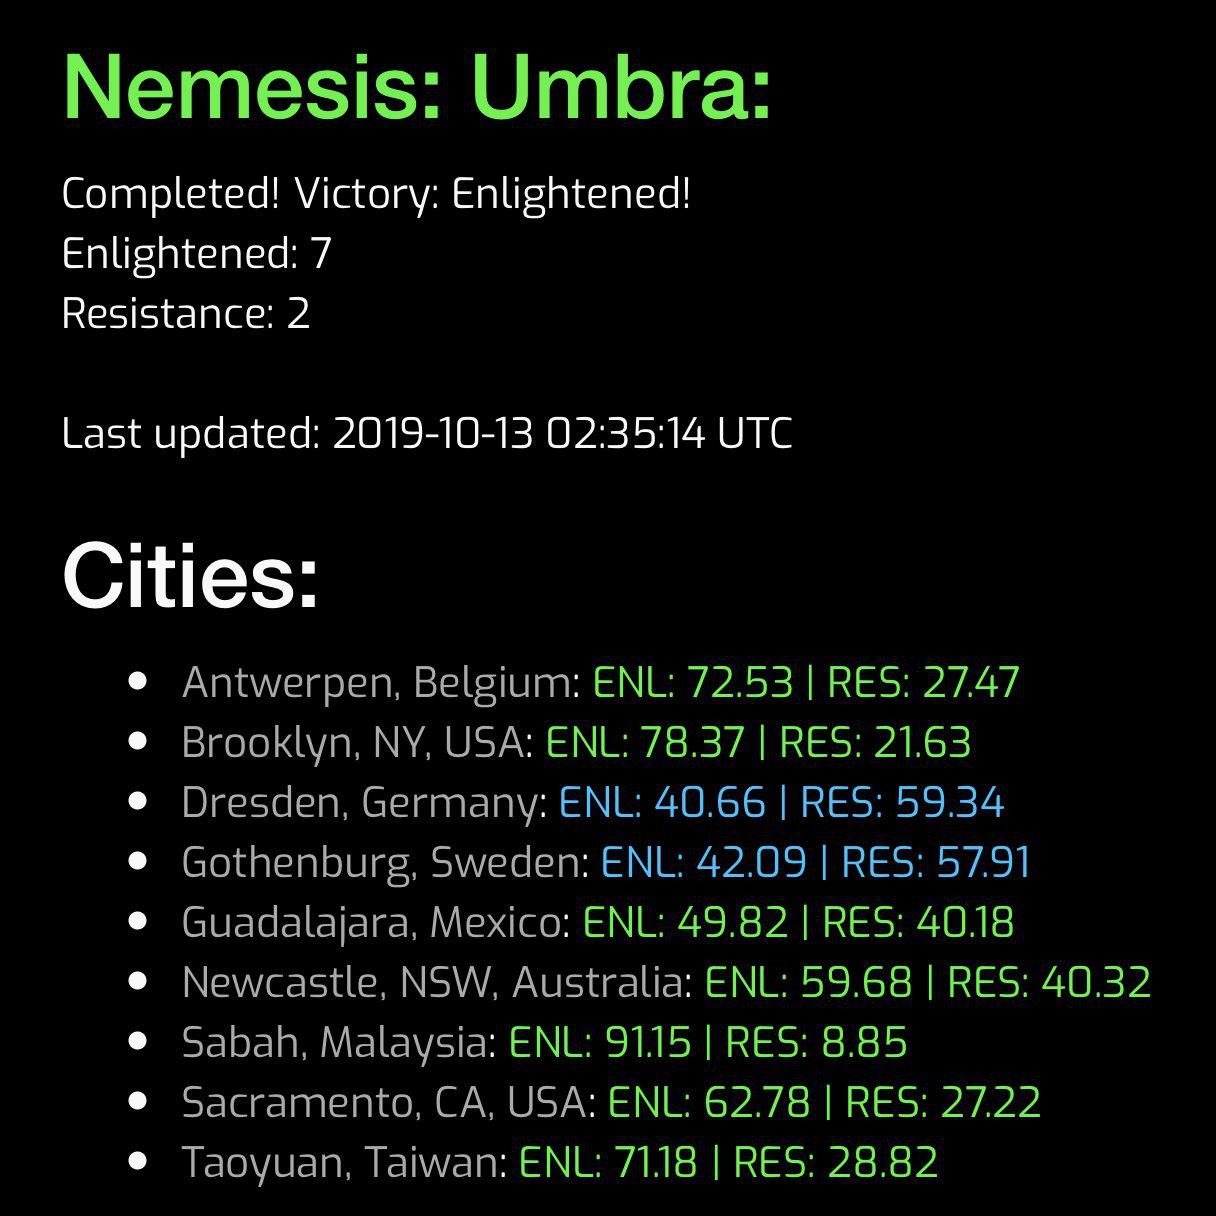 Nemesis: Umbra:
Completed! Victory: Enlightened!
Enlightened: 7
Resistance: 2
Last updated: 2019-10-13 02:35:14 UTC
Cities:
• Antwerpen, Belgium: ENL: 72.53 | RES: 27.47
• Brooklyn, NY, USA: ENL: 78.37 | RES: 21.63
• Dresden, Germany: ENL: 40.66 | RES: 59.34
• Gothenburg, Sweden: ENL: 42.09 | RES: 57.91
• Guadalajara, Mexico: ENL: 49.82 | RES: 40.18
• Newcastle, NSW, Australia: ENL: 59.68 | RES: 40.32
• Sabah, Malaysia: ENL: 91.15 | RES: 8.85
• Sacramento, CA, USA: ENL: 62.78 | RES: 27.22
• Taoyuan, Taiwan: ENL: 71.18 | RES: 28.82